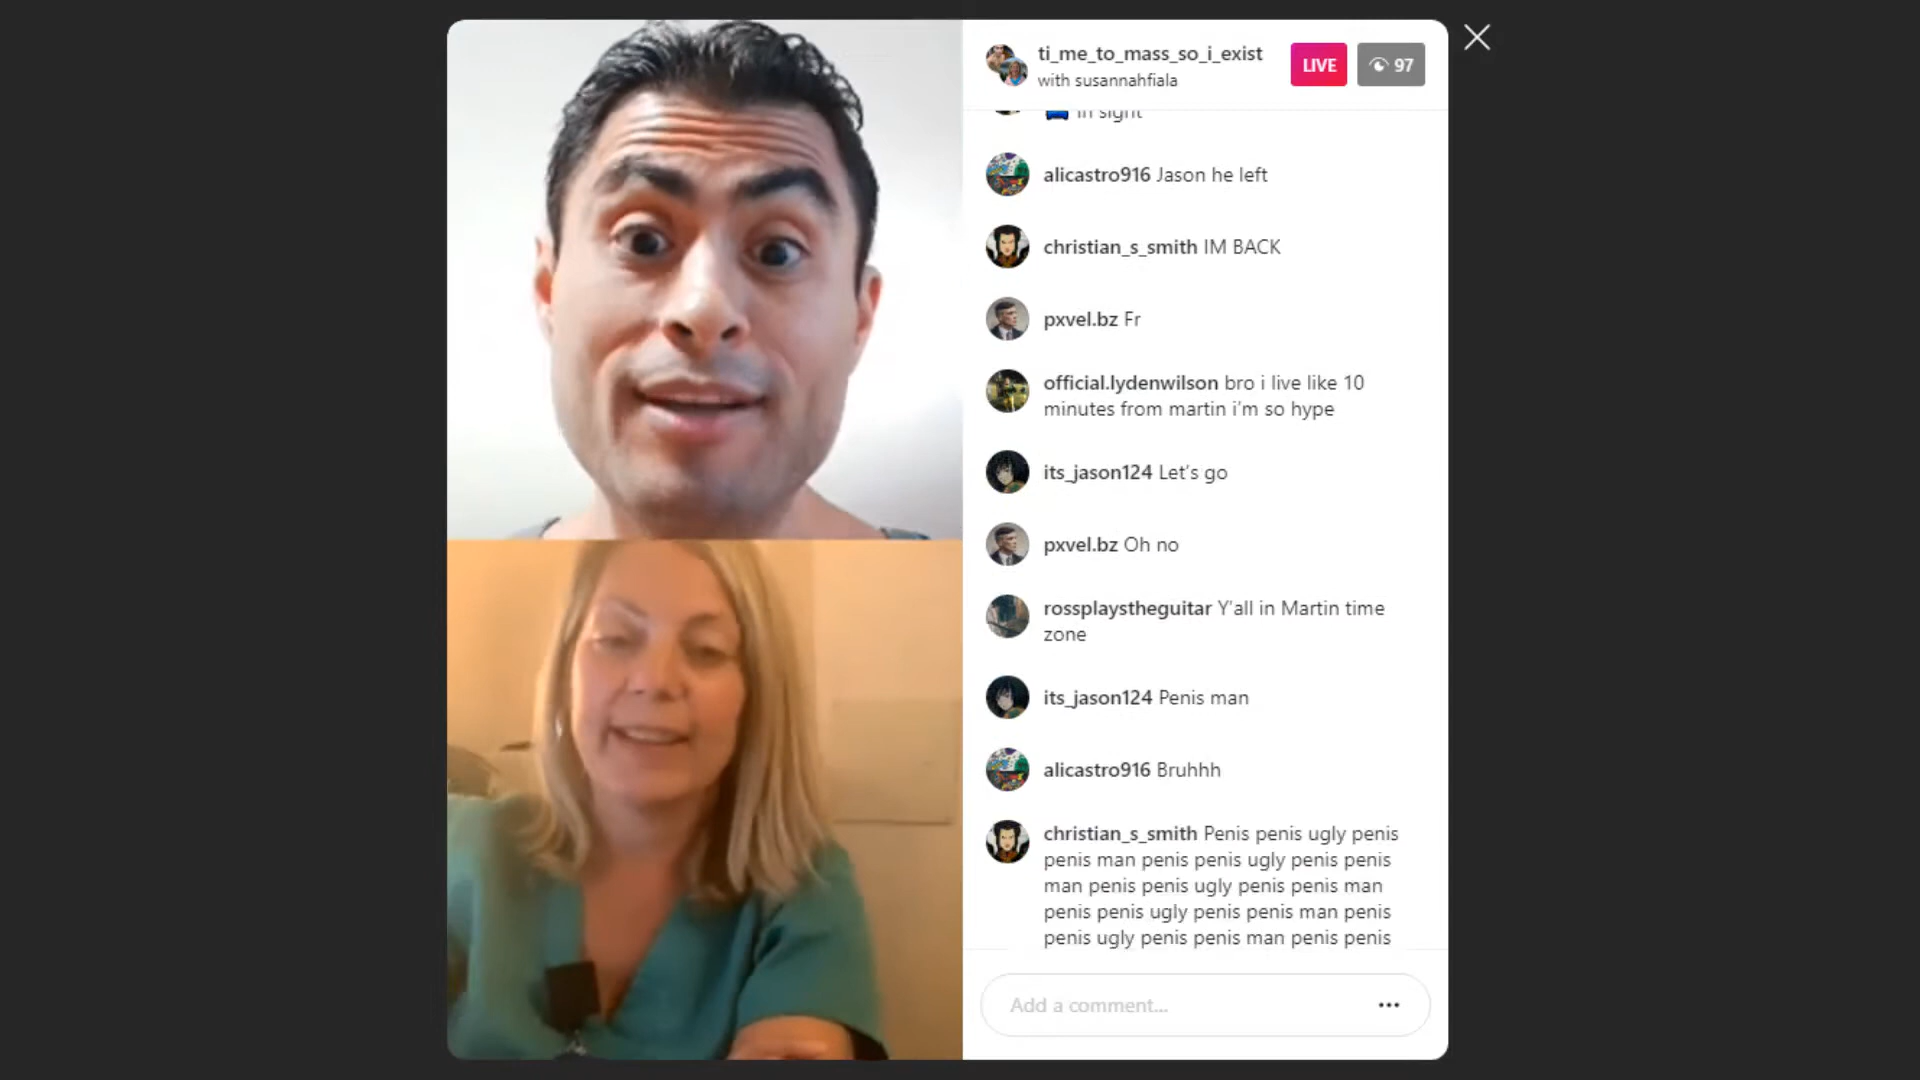 ti_me_to_mass_so_i_exist
with susannahfiala
LIVE
97
in sight
alicastro916 Jason he left
christian_s_smith IM BACK
pxvel.bz Fr
official.lydenwilson bro i live like 10
minutes from martin i'm so hype
its_jason124 Let's go
pxvel.bz Oh no
rossplaystheguitar Y'all in Martin time
zone
its_jason124 Penis man
alicastro916 Bruhhh
christian_s_smith Penis penis ugly penis
penis man penis penis ugly penis penis
man penis penis ugly penis penis man
penis penis ugly penis penis man penis
penis ugly penis penis man penis penis
Add a comment...